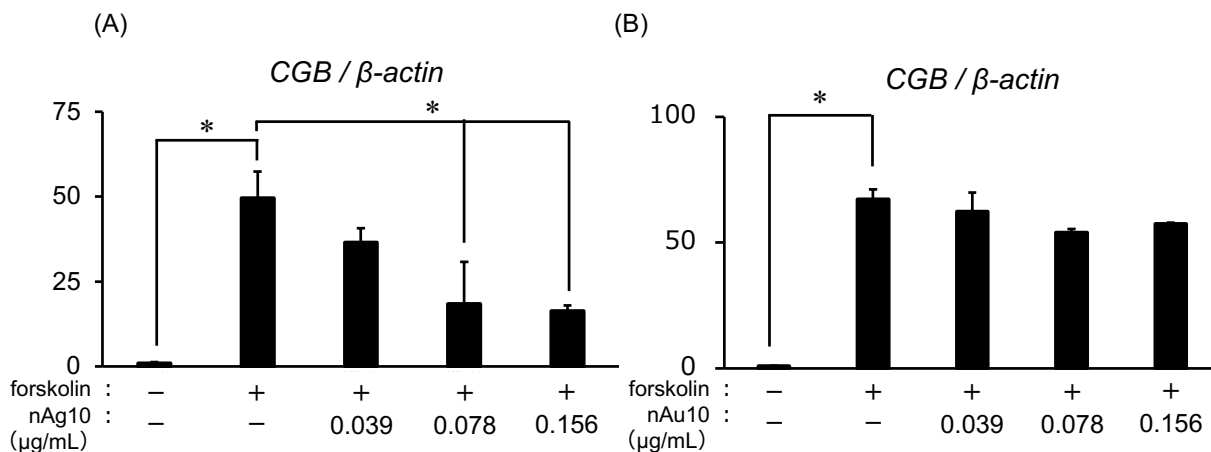 (A)
CGB / β-actin
75
50
25
0
*
*
forskolin : − + + + +
nAg10 : − − 0.039 0.078 0.156
(μg/mL)
(B)
CGB / β-actin
100
50
0
*
forskolin : − + + + +
nAu10 : − − 0.039 0.078 0.156
(μg/mL)